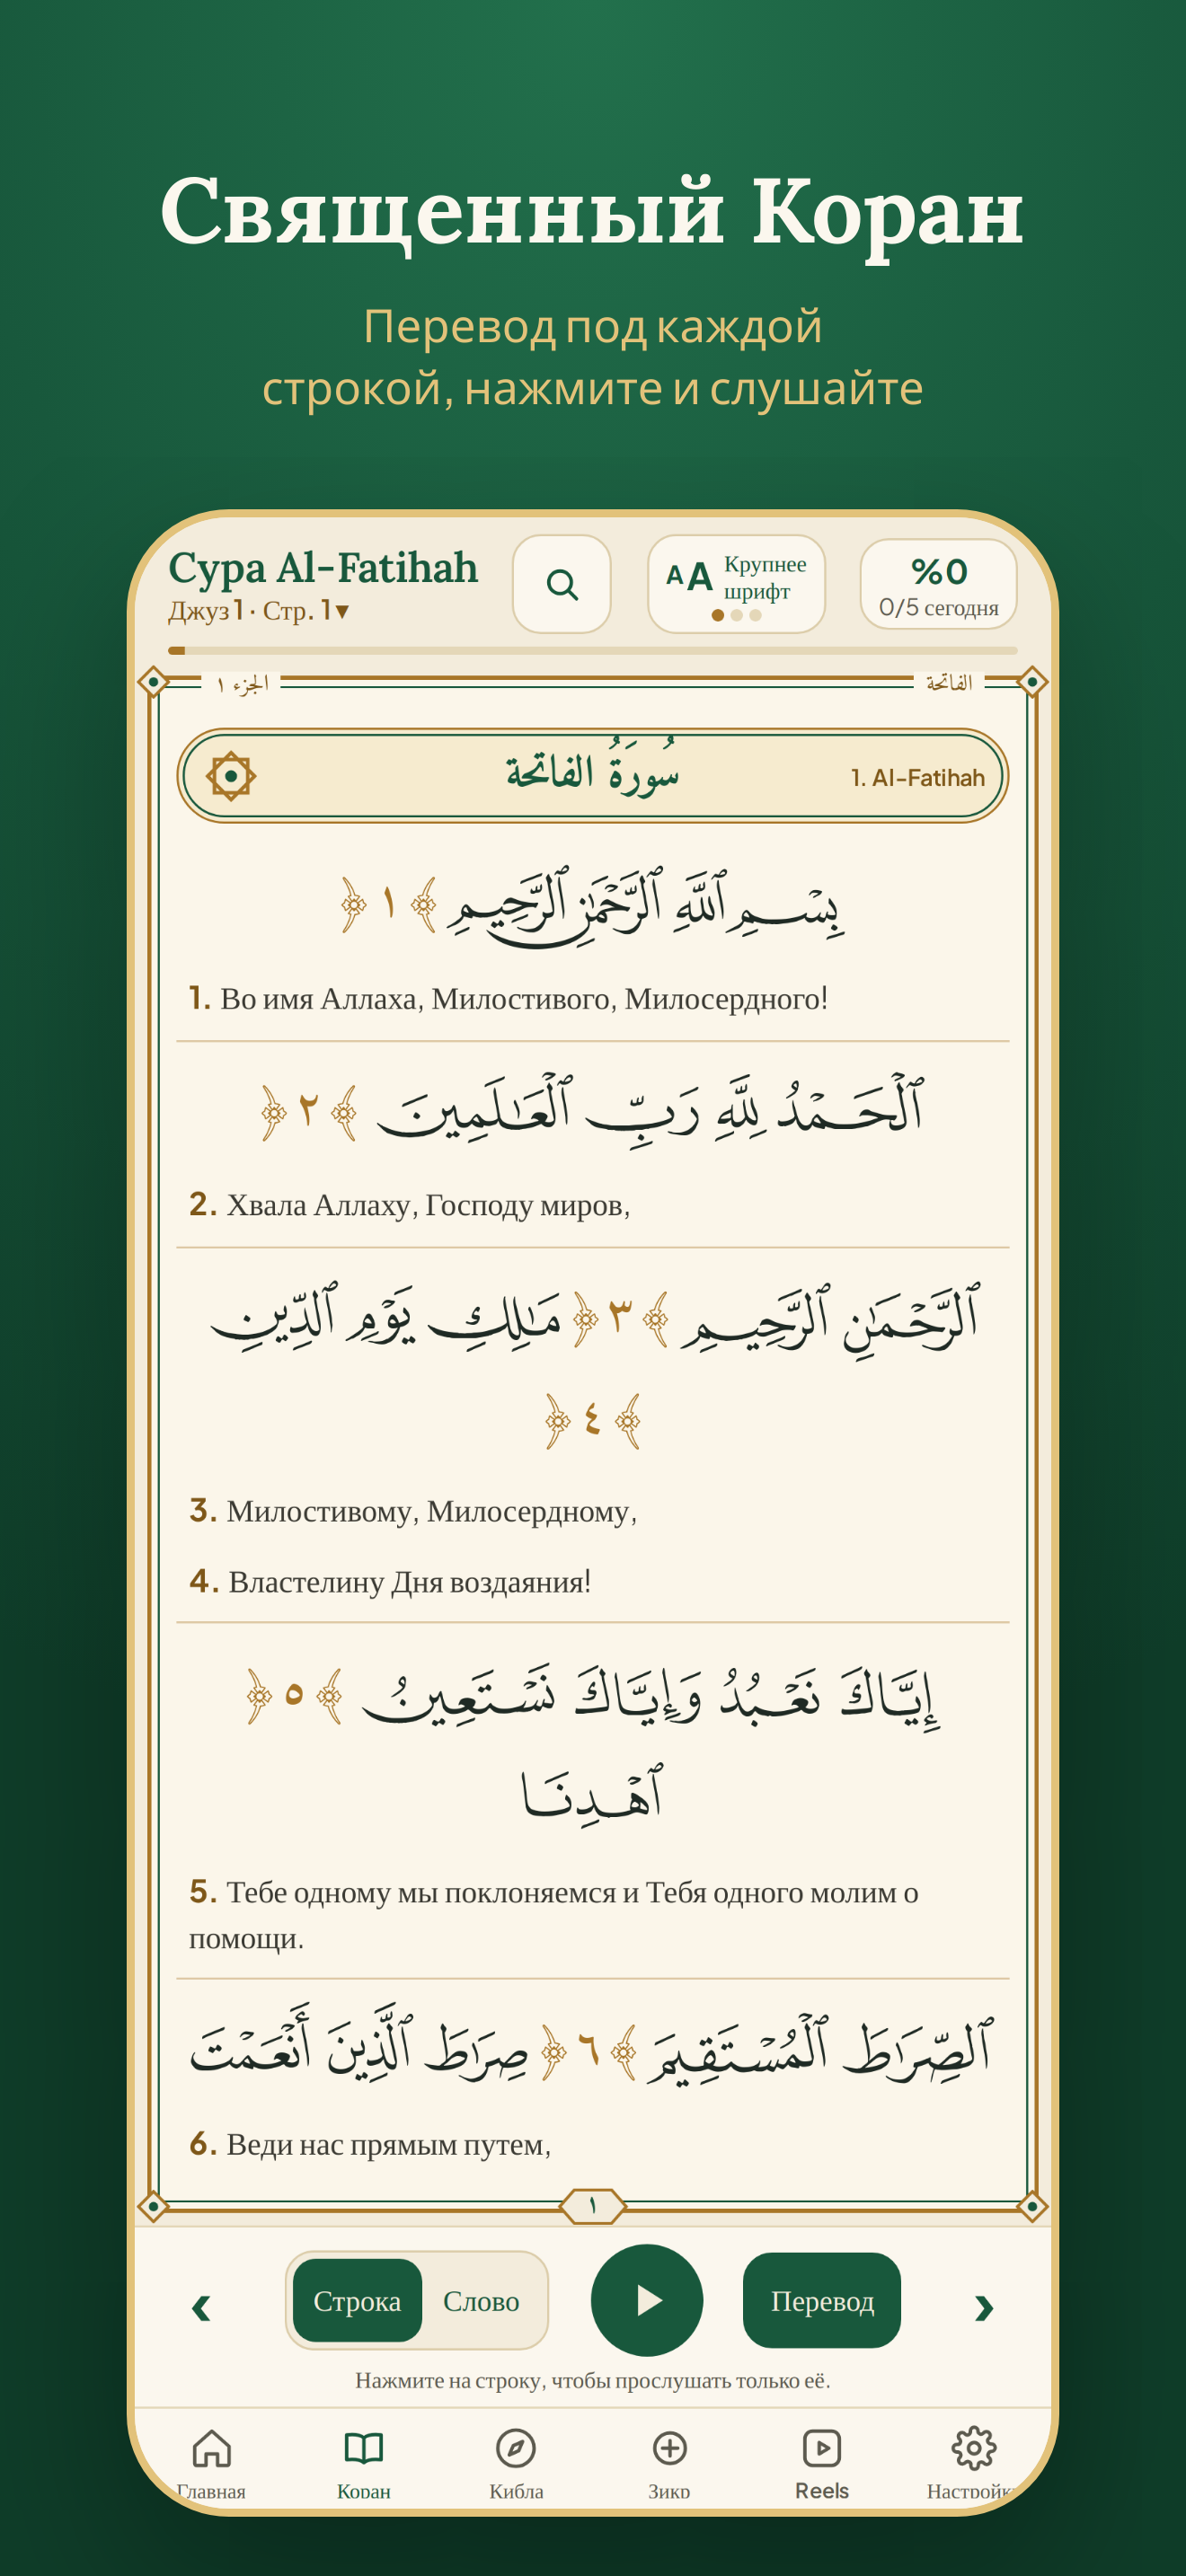 Священный Коран
Перевод под каждой
строкой, нажмите и слушайте
Сура Al-Fatihah
Джуз 1 · Стр. 1 ▾
AA Крупнее
шрифт
%0
0/5 сегодня
الجزء ١
الفاتحة
سُورَةُ الفاتحة
1. Al-Fatihah
بِسْمِ ٱللَّهِ ٱلرَّحْمَٰنِ ٱلرَّحِيمِ ﴿١﴾
1. Во имя Аллаха, Милостивого, Милосердного!
ٱلْحَمْدُ لِلَّهِ رَبِّ ٱلْعَٰلَمِينَ ﴿٢﴾
2. Хвала Аллаху, Господу миров,
ٱلرَّحْمَٰنِ ٱلرَّحِيمِ ﴿٣﴾ مَٰلِكِ يَوْمِ ٱلدِّينِ
﴿٤﴾
3. Милостивому, Милосердному,
4. Властелину Дня воздаяния!
إِيَّاكَ نَعْبُدُ وَإِيَّاكَ نَسْتَعِينُ ﴿٥﴾
ٱهْدِنَا
5. Тебе одному мы поклоняемся и Тебя одного молим о
помощи.
ٱلصِّرَٰطَ ٱلْمُسْتَقِيمَ ﴿٦﴾ صِرَٰطَ ٱلَّذِينَ أَنْعَمْتَ
6. Веди нас прямым путем,
١
‹ Строка Слово Перевод ›
Нажмите на строку, чтобы прослушать только её.
Главная Коран Кибла Зикр Reels Настройки